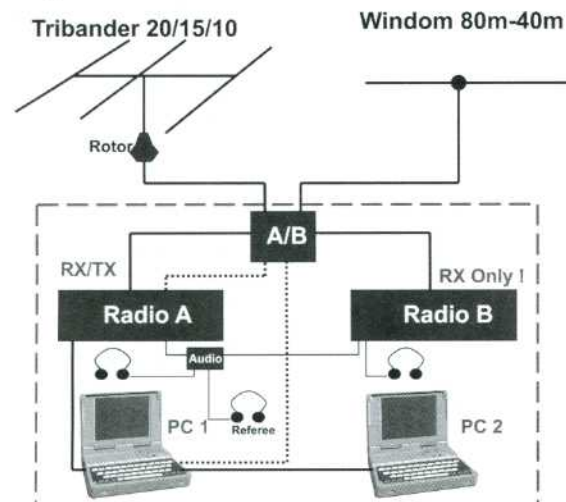 Tribander 20/15/10
Windom 80m-40m
Rotor
A/B
RX/TX
RX Only !
Radio A
Radio B
Audio
PC 1
Referee
PC 2